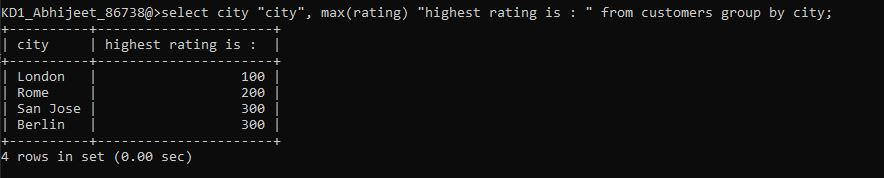 KD1_Abhijeet_86738@>select city "city", max(rating) "highest rating is : " from customers group by city;
+----------+----------------------+
| city     | highest rating is :  |
+----------+----------------------+
| London   |                  100 |
| Rome     |                  200 |
| San Jose |                  300 |
| Berlin   |                  300 |
+----------+----------------------+
4 rows in set (0.00 sec)